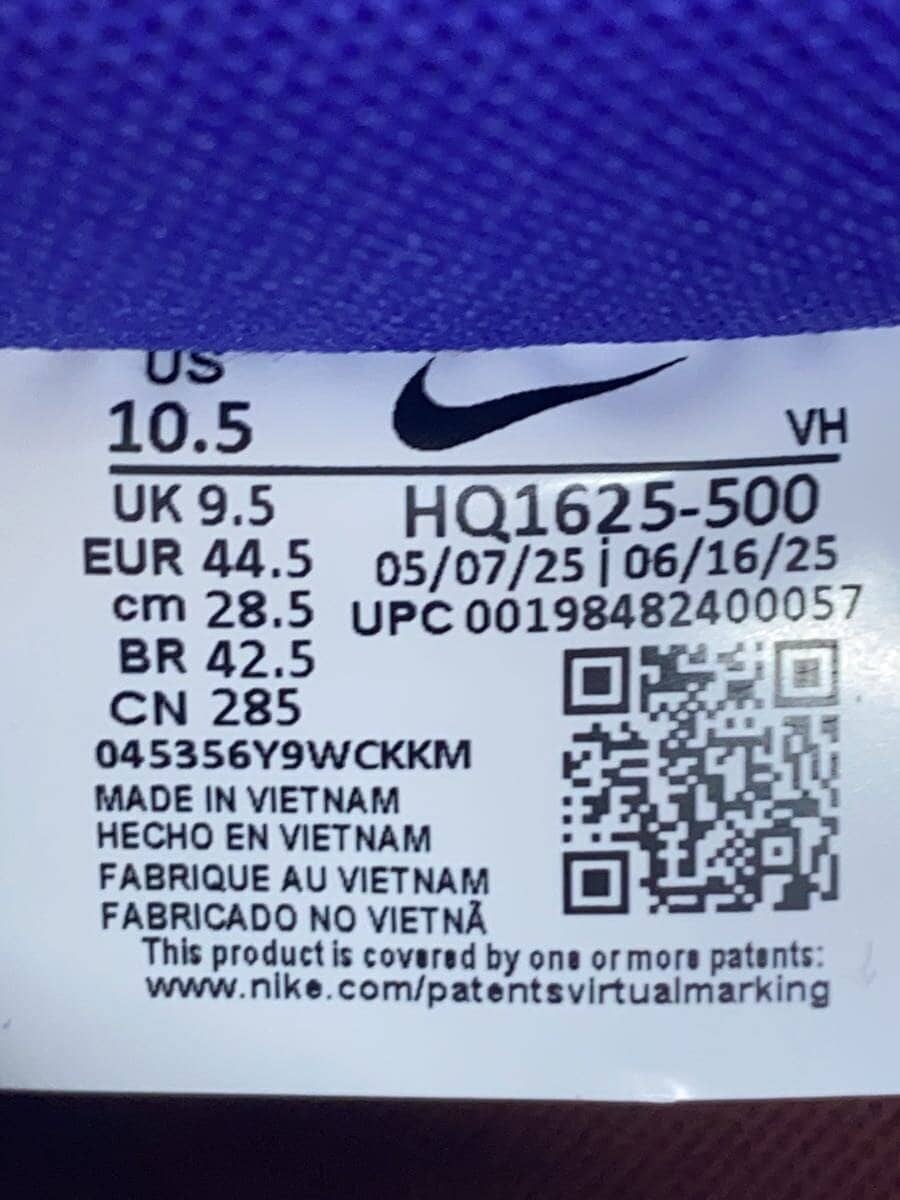 US
10.5
VH
UK 9.5
HQ1625-500
EUR 44.5
05/07/25 | 06/16/25
cm 28.5
UPC 001984824000​57
BR 42.5
CN 285
045356Y9WCKKM
MADE IN VIETNAM
HECHO EN VIETNAM
FABRIQUE AU VIETNAM
FABRICADO NO VIETNÃ
This product is covered by one or more patents:
www.nike.com/patentsvirtualmarking